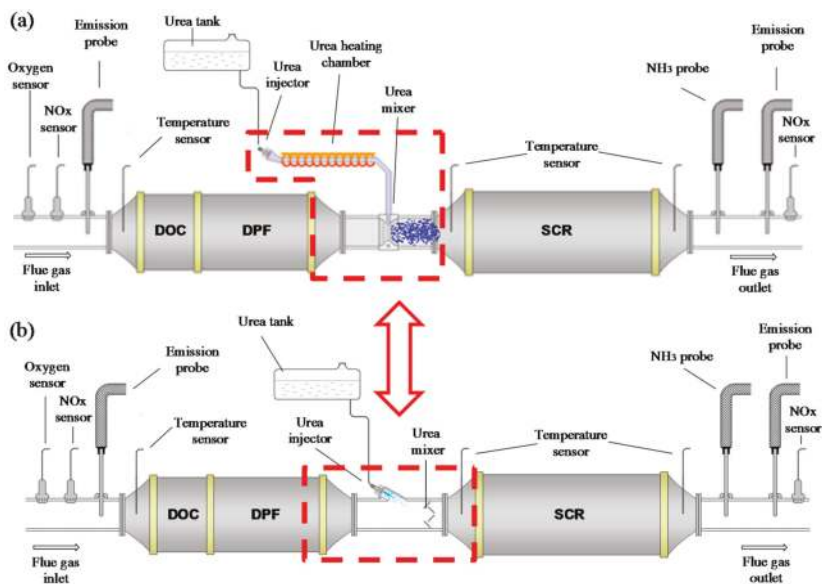 (a)
Emission
probe
Urea tank
Urea heating
chamber
Emission
probe
Oxygen
sensor
NOx
sensor
Urea
injector
Urea
mixer
NH3 probe
NOx
sensor
Temperature
sensor
Temperature
sensor
DOC
DPF
SCR
Flue gas
inlet
Flue gas
outlet
(b)
Urea tank
Emission
probe
Emission
probe
Oxygen
sensor
NH3 probe
NOx
sensor
NOx
sensor
Temperature
sensor
Urea
injector
Urea
mixer
Temperature
sensor
DOC
DPF
SCR
Flue gas
inlet
Flue gas
outlet